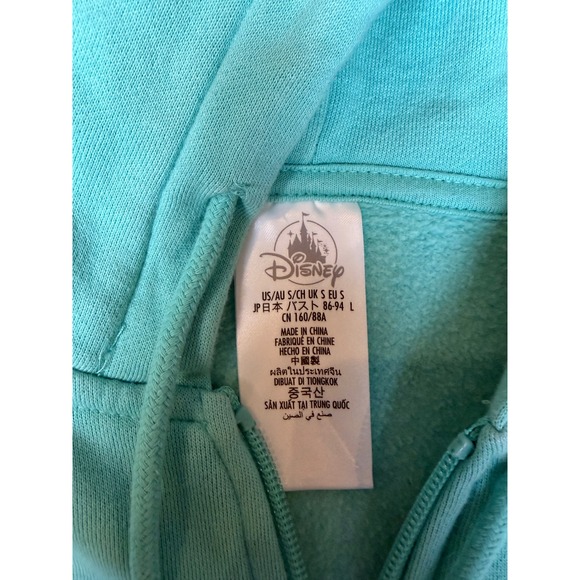 Disney
US/AU S/CH UK S EU S
JP日本 バスト 86-94 L
CN 160/88A
MADE IN CHINA
FABRIQUÉ EN CHINE
HECHO EN CHINA
中國製
ผลิตในประเทศจีน
DIBUAT DI TIONGKOK
중국산
SẢN XUẤT TẠI TRUNG QUỐC
صنع في الصين